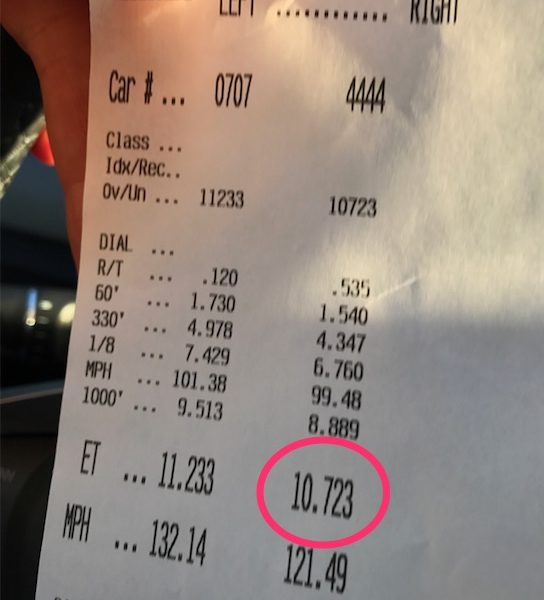 LEFT ............ RIGHT
Car # ... 0707 4444
Class ...
Idx/Rec..
Ov/Un ... 11233 10723
DIAL ...
R/T ... .120 .535
60' ... 1.730 1.540
330' ... 4.978 4.347
1/8 ... 7.429 6.760
MPH ... 101.38 99.48
1000' ... 9.513 8.889
ET ... 11.233 10.723
MPH ... 132.14 121.49